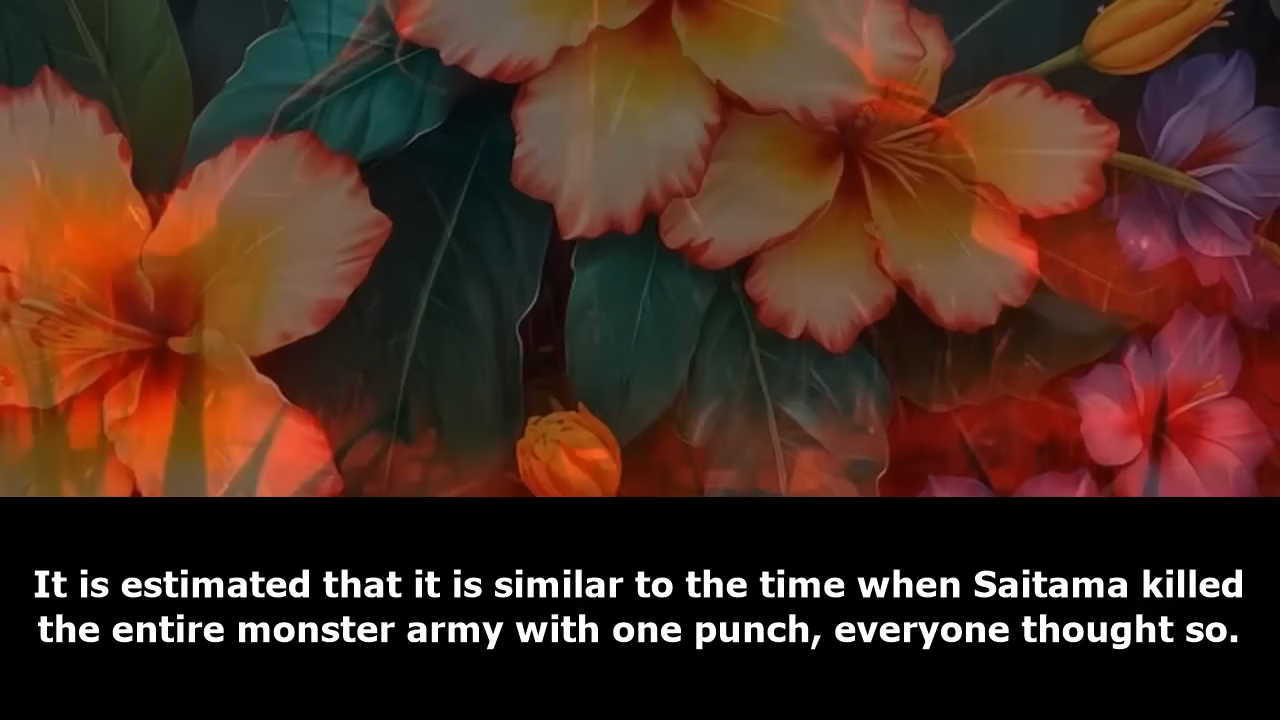 It is estimated that it is similar to the time when Saitama killed
the entire monster army with one punch, everyone thought so.